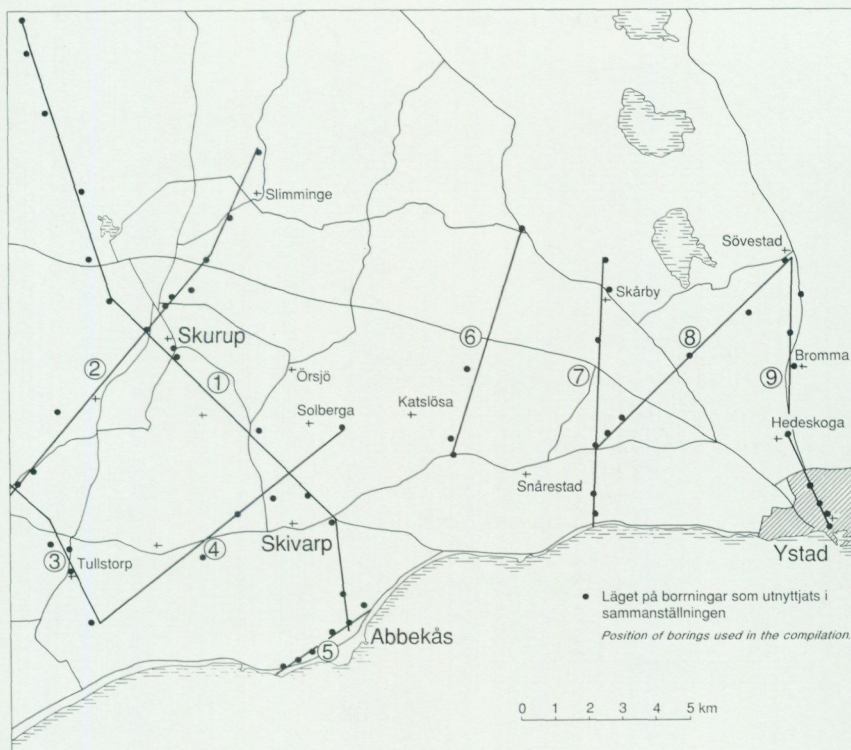 Slimminge
Sövestad
Skårby
Skurup
⑥
⑧
②
①
⑦
Bromma
⑨
Örsjö
Katslösa
Solberga
Hedeskoga
Snårestad
Skivarp
④
③
Tullstorp
Ystad
Läget på borrningar som utnyttjats i
sammanställningen
Position of borings used in the compilation.
Abbekås
⑤
0 1 2 3 4 5 km